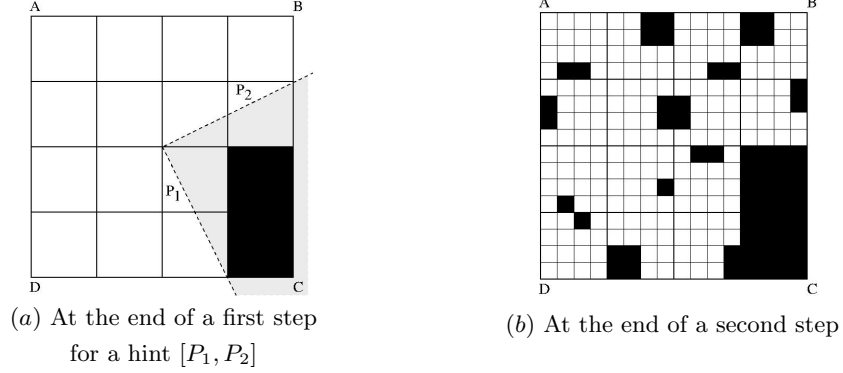 A B
P2
P1
D C
(a) At the end of a first step
for a hint [P1, P2]
A B
D C
(b) At the end of a second step